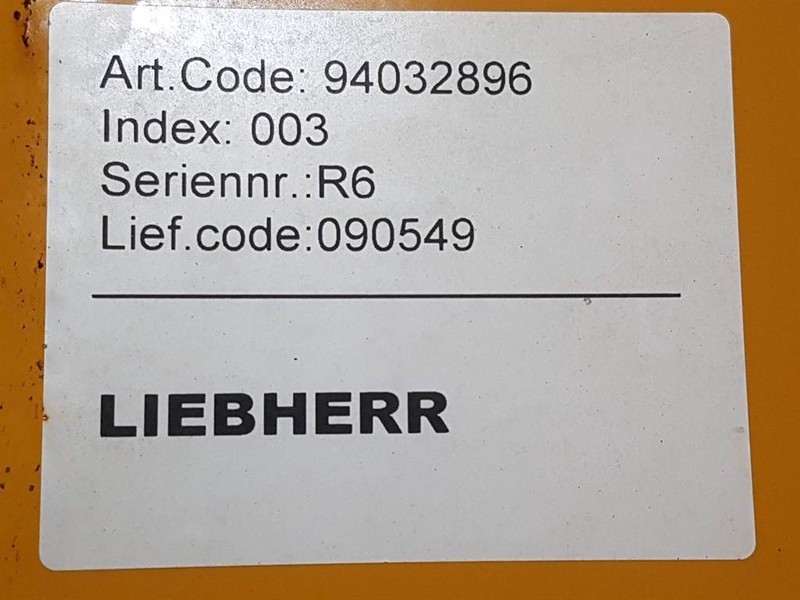 Art.Code: 94032896
Index: 003
Seriennr.:R6
Lief.code:090549
LIEBHERR